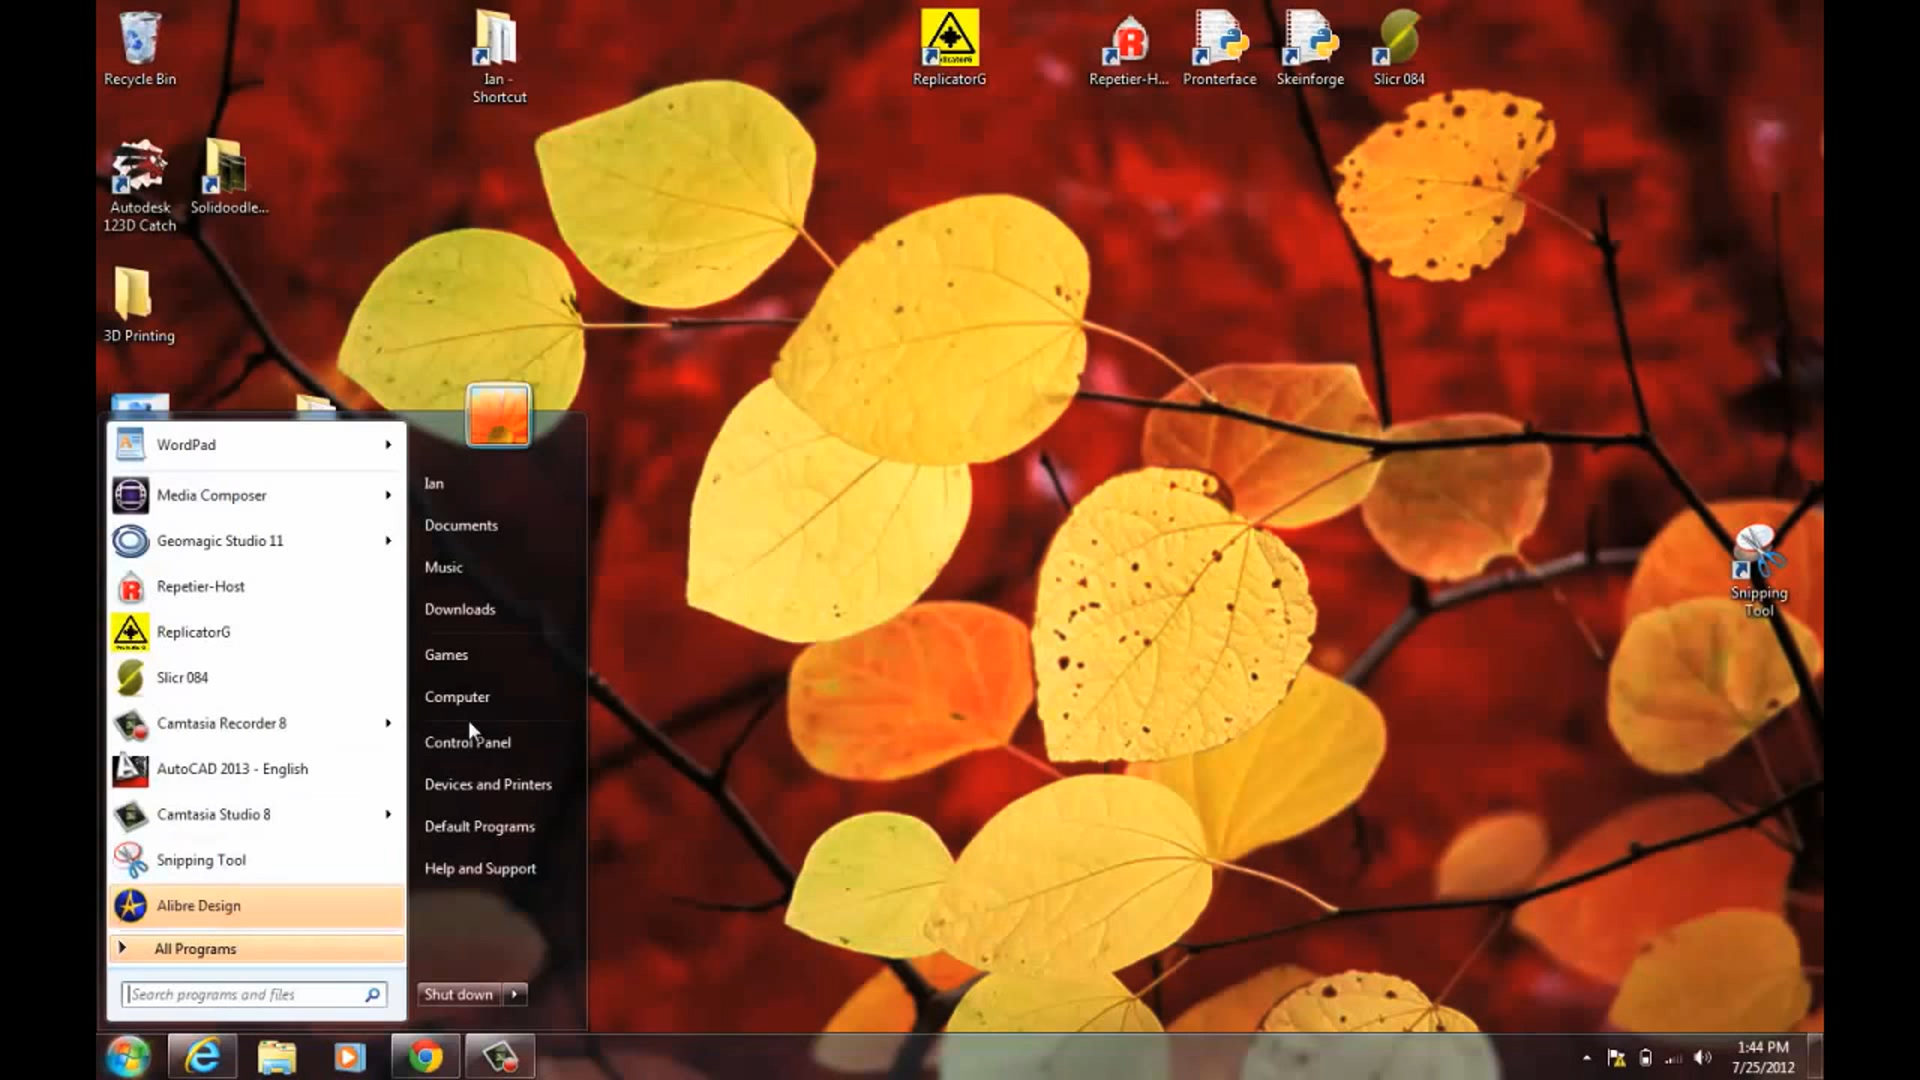 Recycle Bin
Ian -
Shortcut
ReplicatorG
Repetier-H...
Pronterface
Skeinforge
Slicr 084
Autodesk
123D Catch
Solidoodle...
3D Printing
Snipping
Tool
WordPad
Media Composer
Geomagic Studio 11
Repetier-Host
ReplicatorG
Slicr 084
Camtasia Recorder 8
AutoCAD 2013 - English
Camtasia Studio 8
Snipping Tool
Alibre Design
All Programs
Search programs and files
Ian
Documents
Music
Downloads
Games
Computer
Control Panel
Devices and Printers
Default Programs
Help and Support
Shut down
1:44 PM
7/25/2012